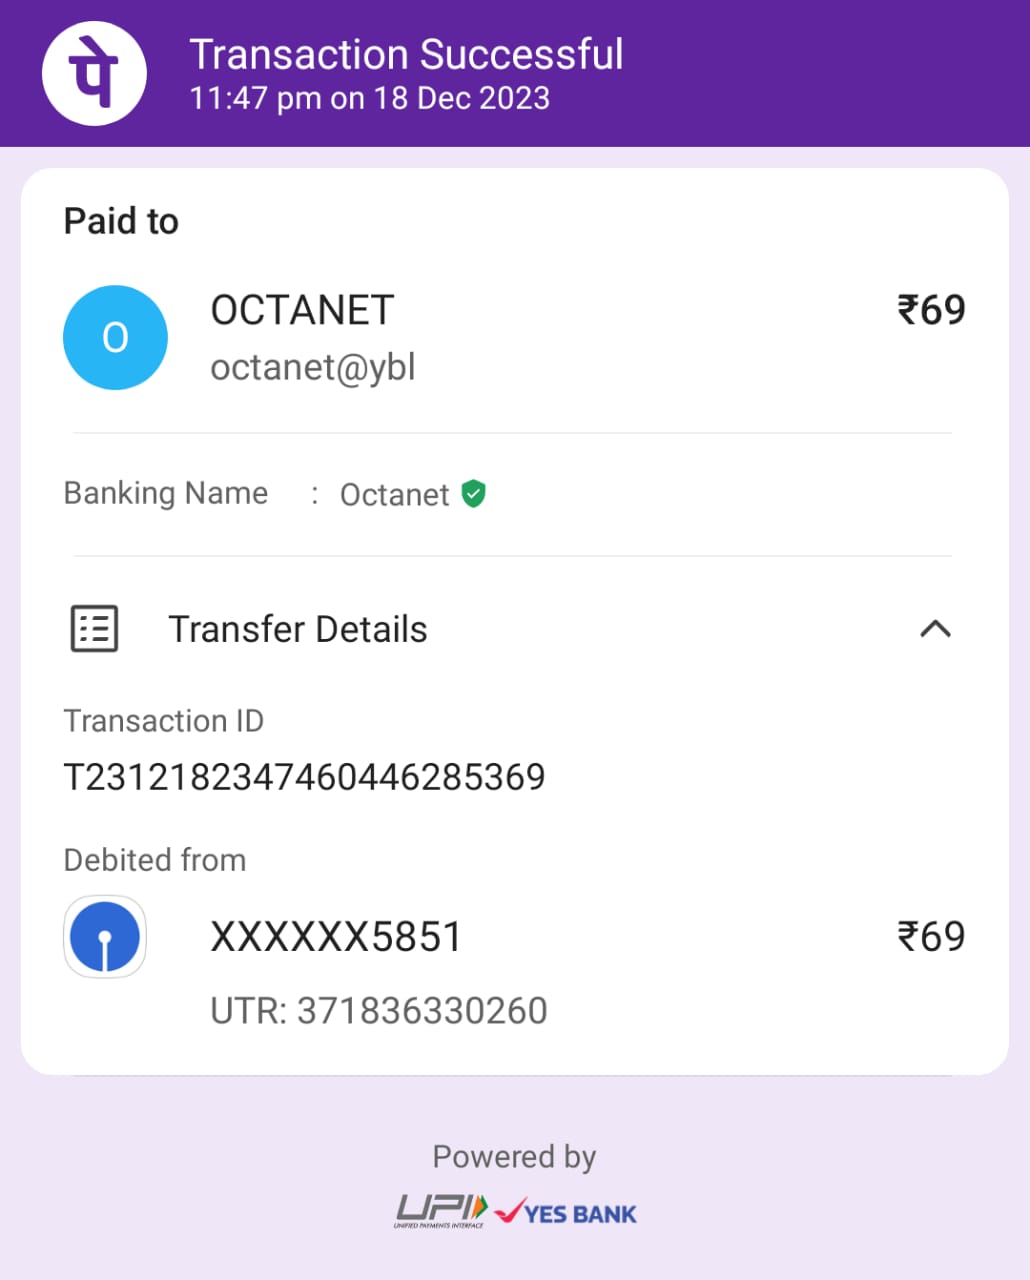 पे
Transaction Successful
11:47 pm on 18 Dec 2023
Paid to
O
OCTANET
₹69
octanet@ybl
Banking Name : Octanet
Transfer Details
Transaction ID
T2312182347460446285369
Debited from
XXXXXX5851
₹69
UTR: 371836330260
Powered by
UPI
UNIFIED PAYMENTS INTERFACE
YES BANK